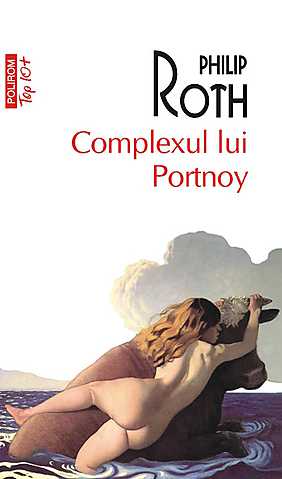 PHILIP
ROTH
Complexul lui
Portnoy
POLIROM
Top 10+